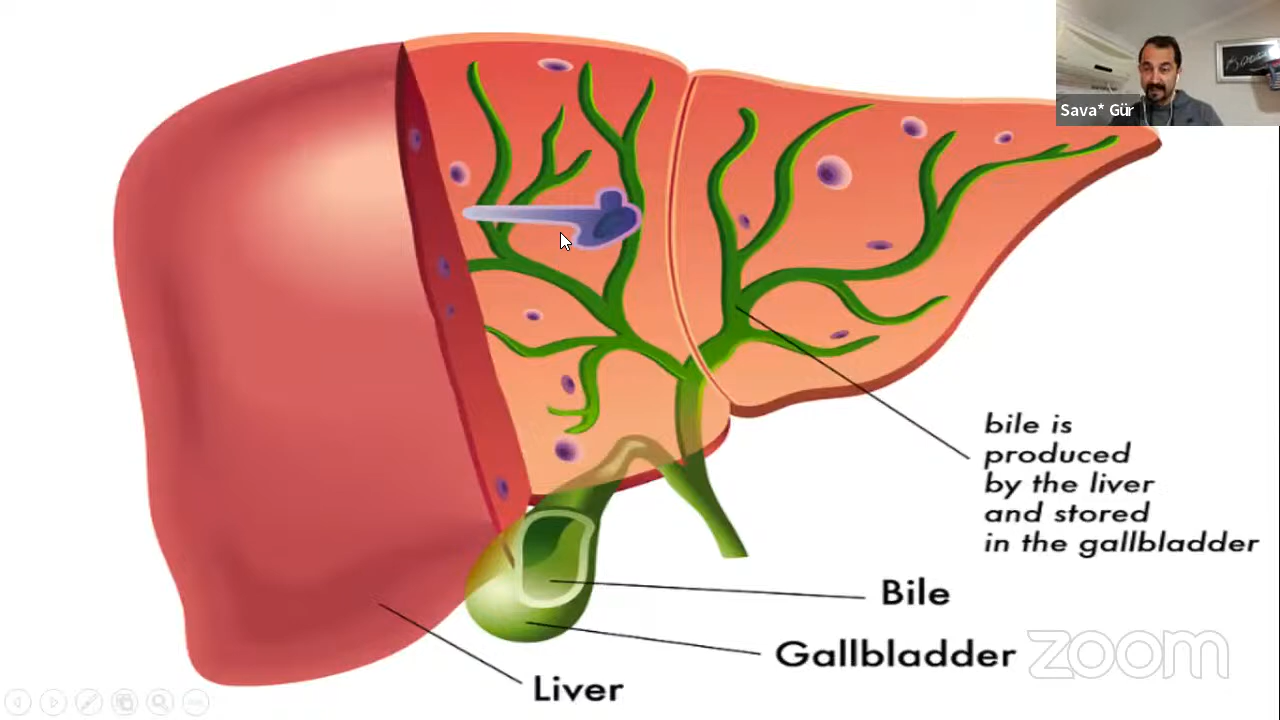 Sava* Gür
bile is
produced
by the liver
and stored
in the gallbladder
Bile
Gallbladder
zoom
Liver